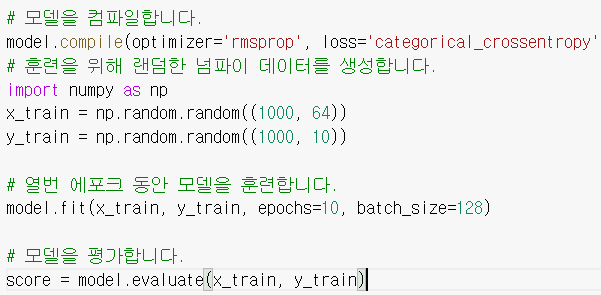 # 모델을 컴파일합니다.
model.compile(optimizer='rmsprop', loss='categorical_crossentropy'
# 훈련을 위해 랜덤한 넘파이 데이터를 생성합니다.
import numpy as np
x_train = np.random.random((1000, 64))
y_train = np.random.random((1000, 10))
# 열번 에포크 동안 모델을 훈련합니다.
model.fit(x_train, y_train, epochs=10, batch_size=128)
# 모델을 평가합니다.
score = model.evaluate(x_train, y_train)